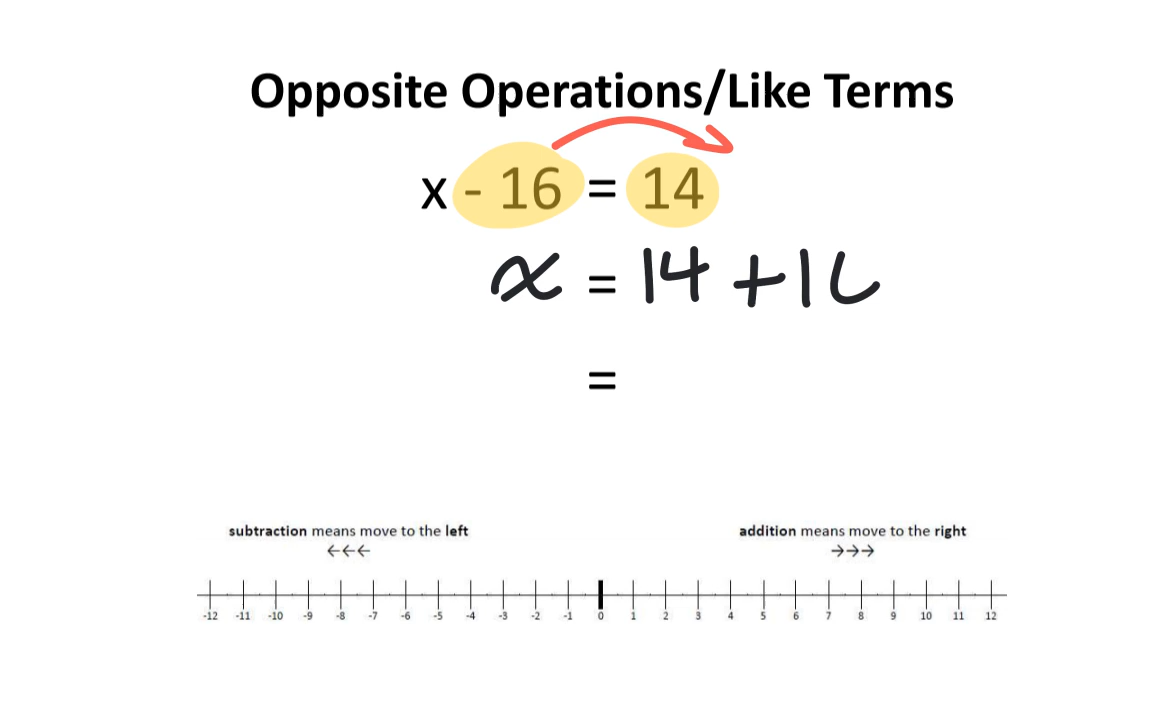 Opposite Operations/Like Terms
x - 16 = 14
x = 14 + 1
=
subtraction means move to the left
←←←
addition means move to the right
→→→
-12 -11 -10 -9 -8 -7 -6 -5 -4 -3 -2 -1 0 1 2 3 4 5 6 7 8 9 10 11 12